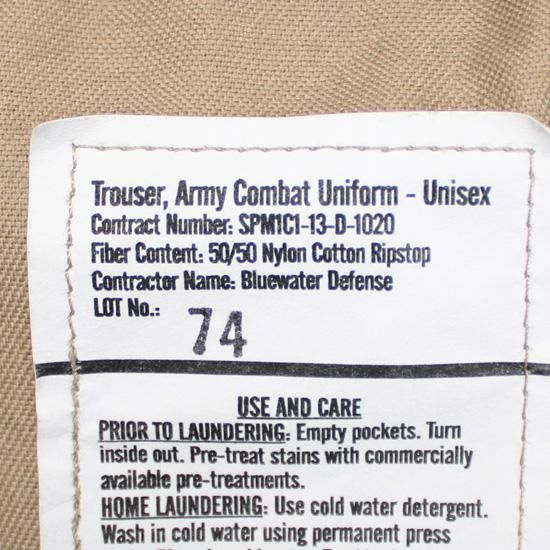 Trouser, Army Combat Uniform - Unisex
Contract Number: SPM1C1-13-D-1020
Fiber Content: 50/50 Nylon Cotton Ripstop
Contractor Name: Bluewater Defense
LOT No.:
74
USE AND CARE
PRIOR TO LAUNDERING: Empty pockets. Turn
inside out. Pre-treat stains with commercially
available pre-treatments.
HOME LAUNDERING: Use cold water detergent.
Wash in cold water using permanent press